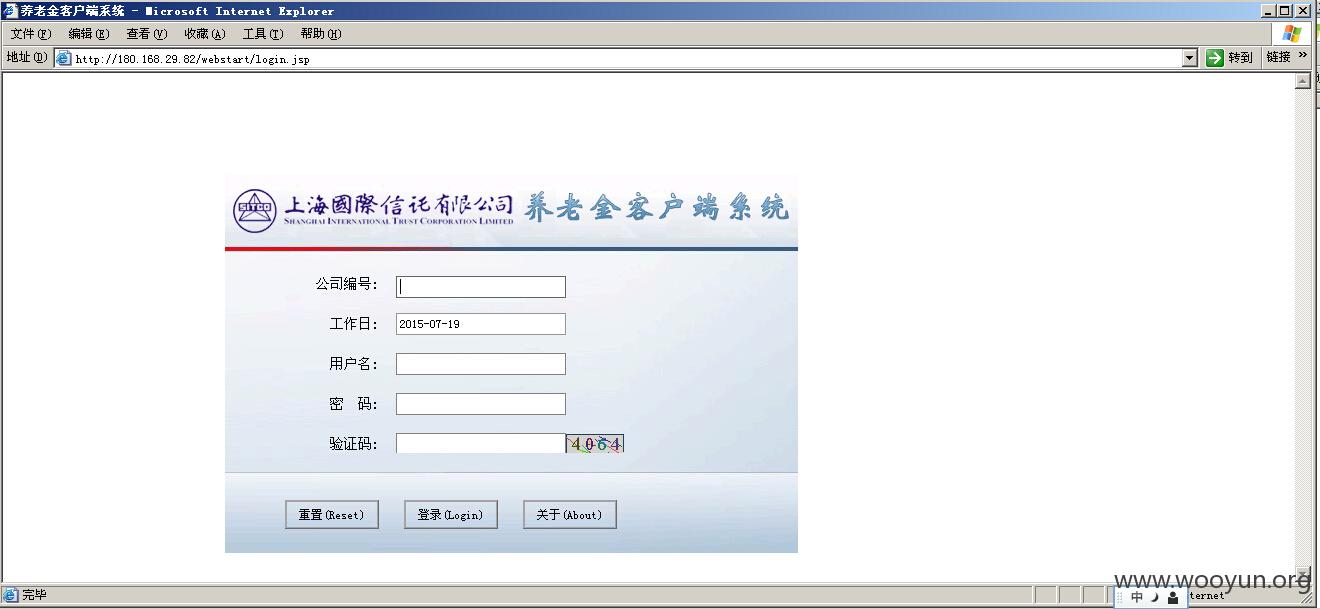 养老金客户端系统 - Microsoft Internet Explorer
文件(F) 编辑(E) 查看(V) 收藏(A) 工具(T) 帮助(H)
地址(D) http://180.168.29.82/webstart/login.jsp 转到 链接 »
SITCO 上海國際信託有限公司 养老金客户端系统
SHANGHAI INTERNATIONAL TRUST CORPORATION LIMITED
公司编号:
工作日: 2015-07-19
用户名:
密 码:
验证码: 4064
重置(Reset) 登录(Login) 关于(About)
www.wooyun.org
完毕 中 ternet